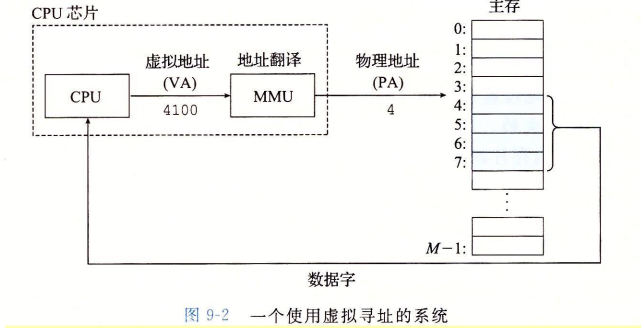 CPU 芯片
主存
虚拟地址
(VA)
4100
地址翻译
物理地址
(PA)
4
CPU
MMU
0:
1:
2:
3:
4:
5:
6:
7:
⋮
M−1:
数据字
图 9-2 一个使用虚拟寻址的系统